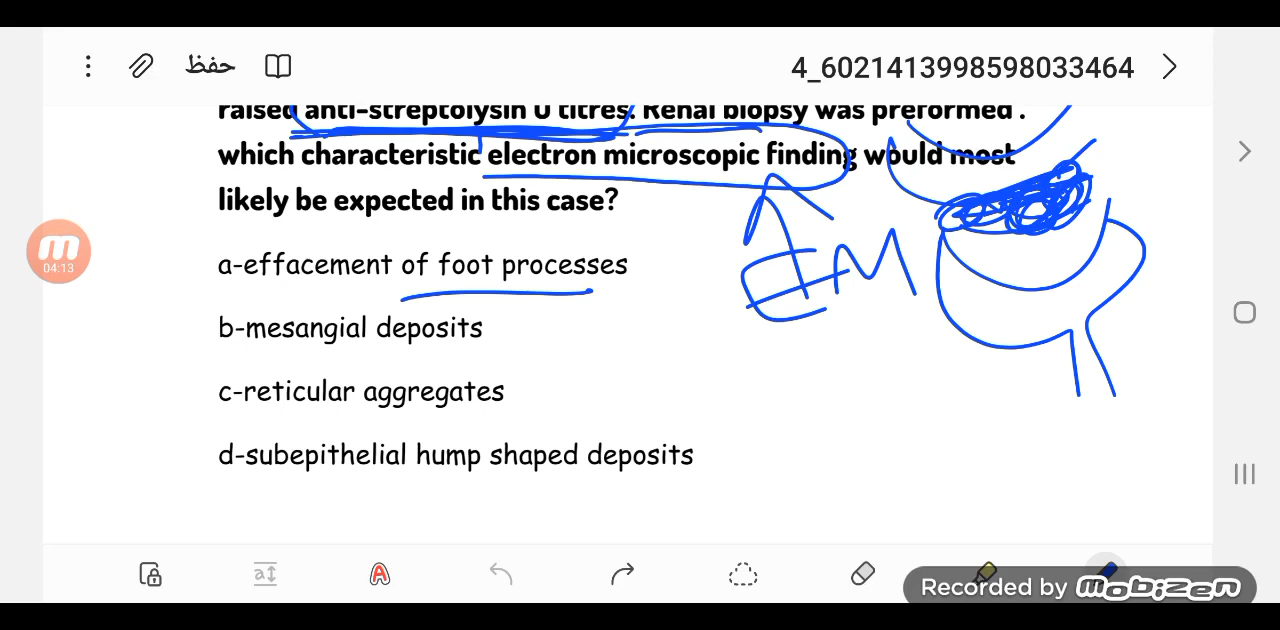 حفظ
4_6021413998598033464
raised anti-streptolysin O titres. Renal biopsy was preformed .
which characteristic electron microscopic finding would most
likely be expected in this case?
04:13
EM
a-effacement of foot processes
b-mesangial deposits
c-reticular aggregates
d-subepithelial hump shaped deposits
Recorded by mobizen